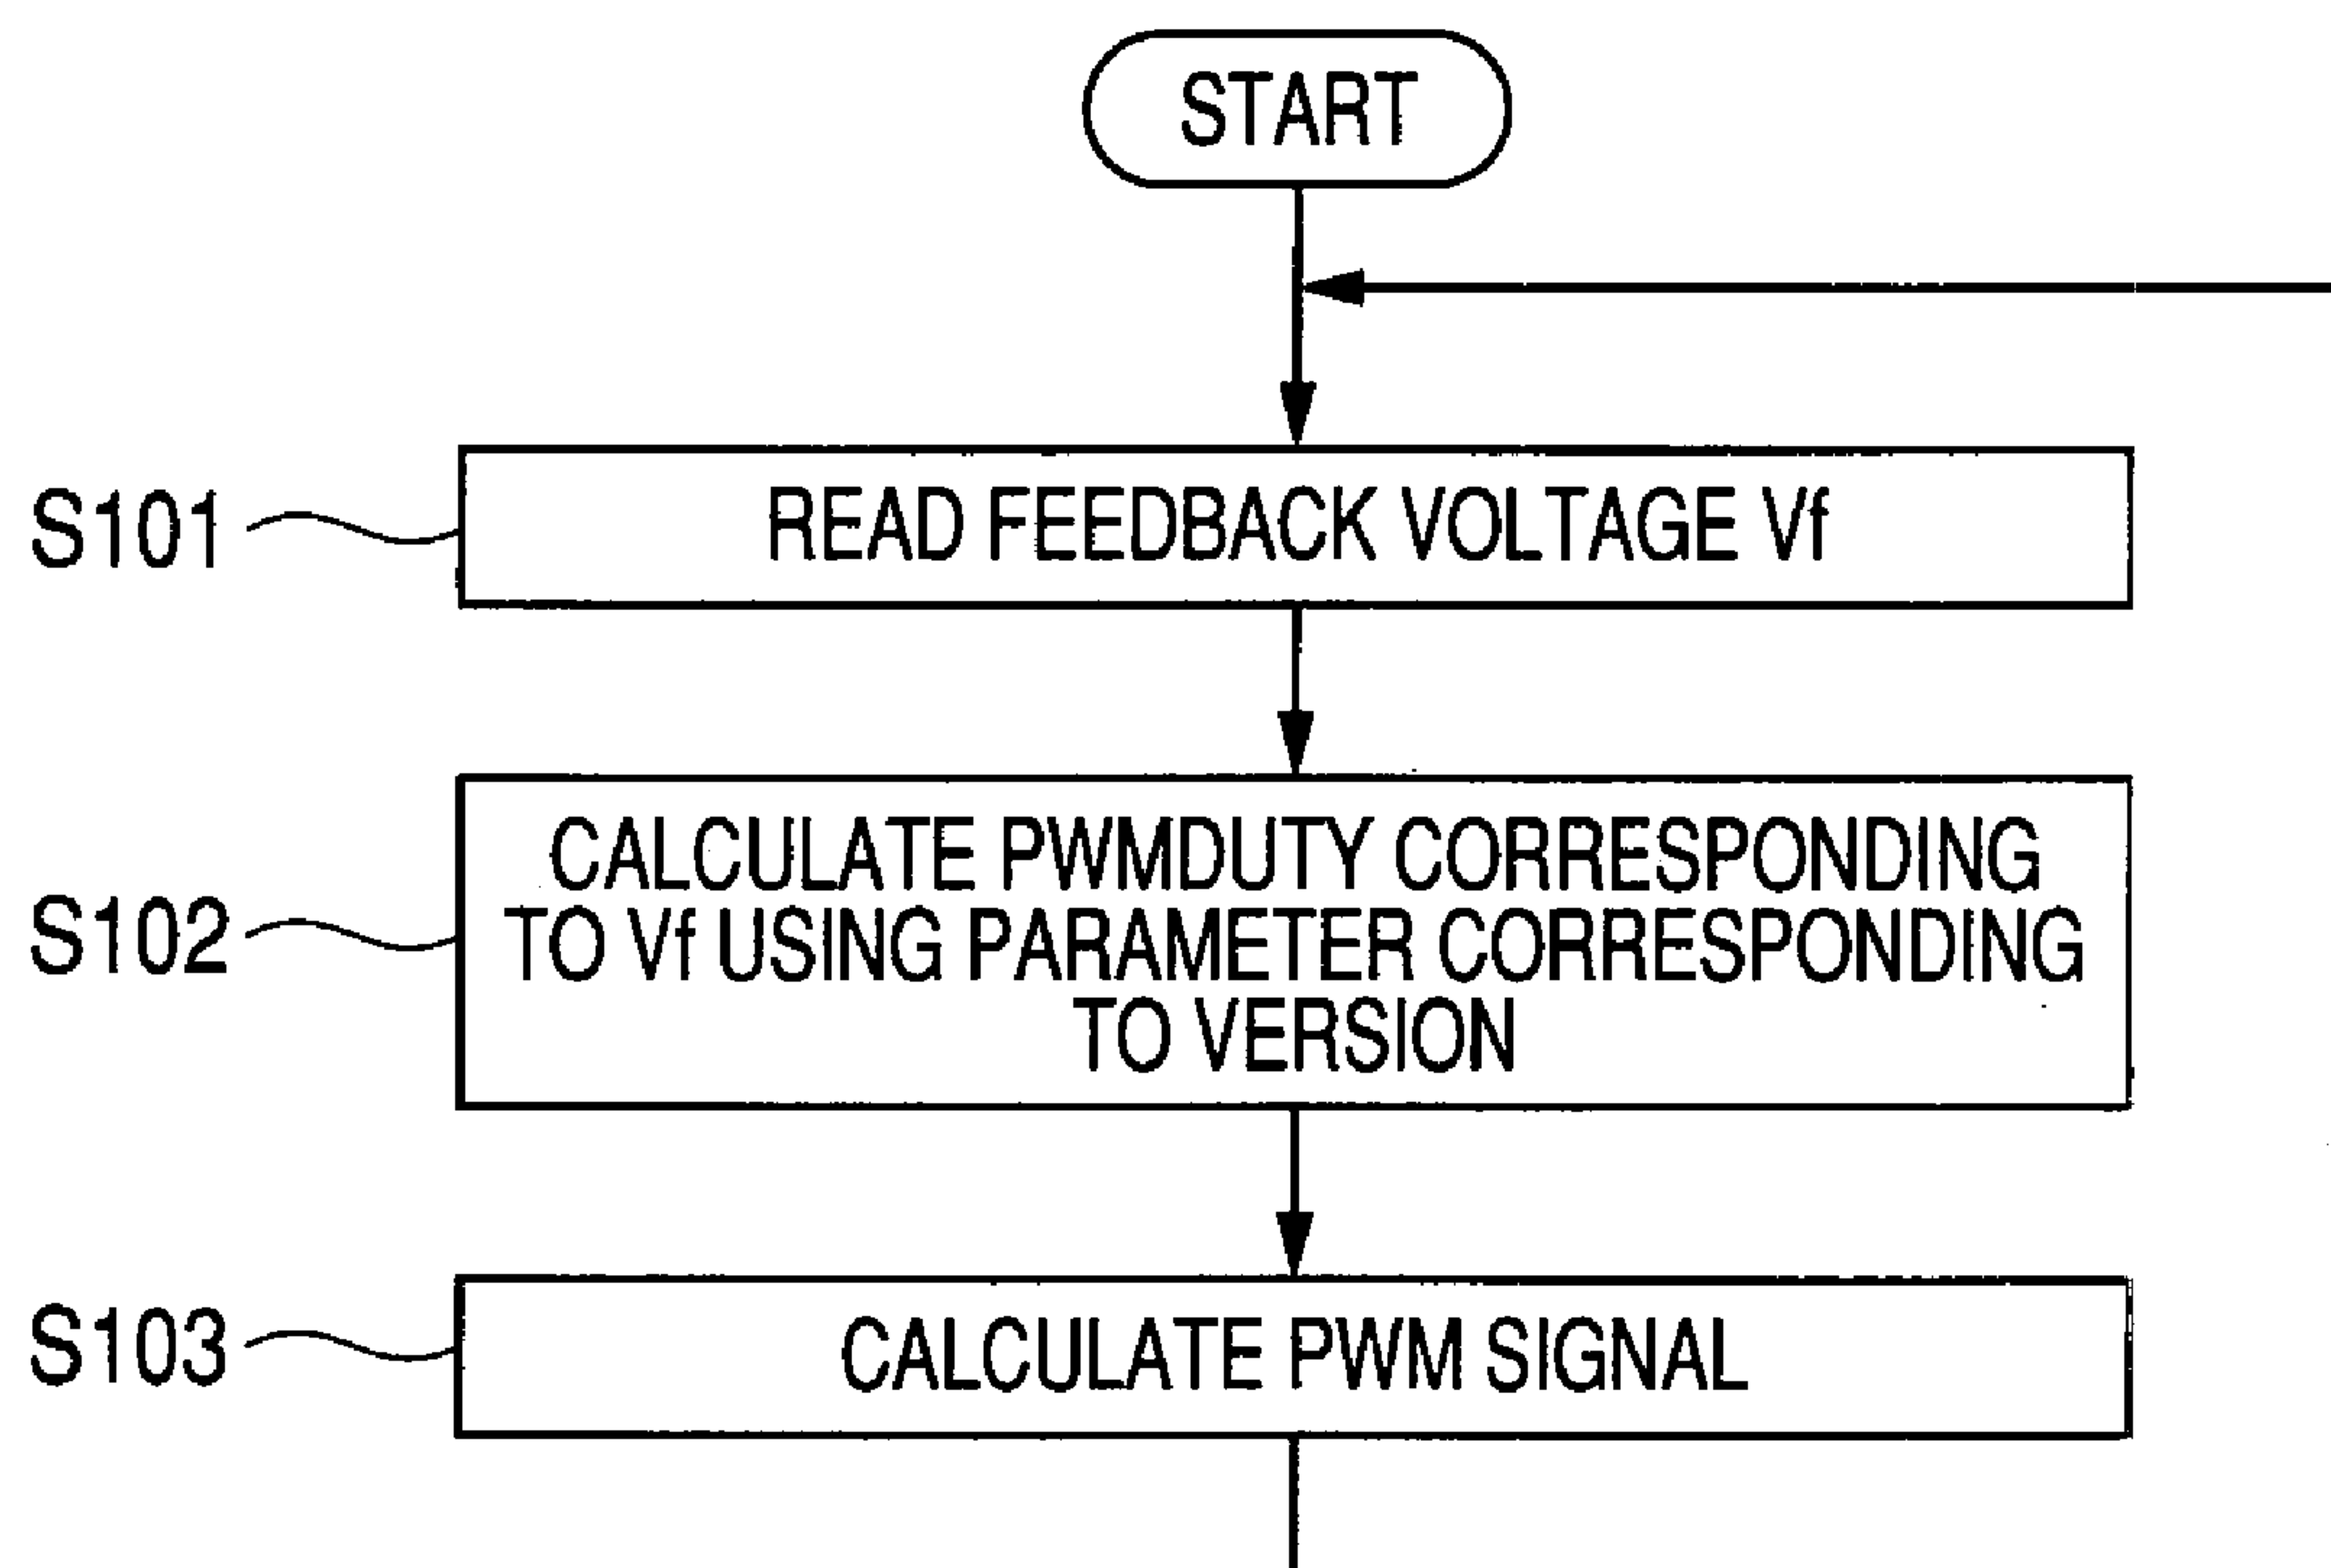 START
S101
READ FEEDBACK VOLTAGE Vf
S102
CALCULATE PWMDUTY CORRESPONDING
TO Vf USING PARAMETER CORRESPONDING
TO VERSION
S103
CALCULATE PWM SIGNAL